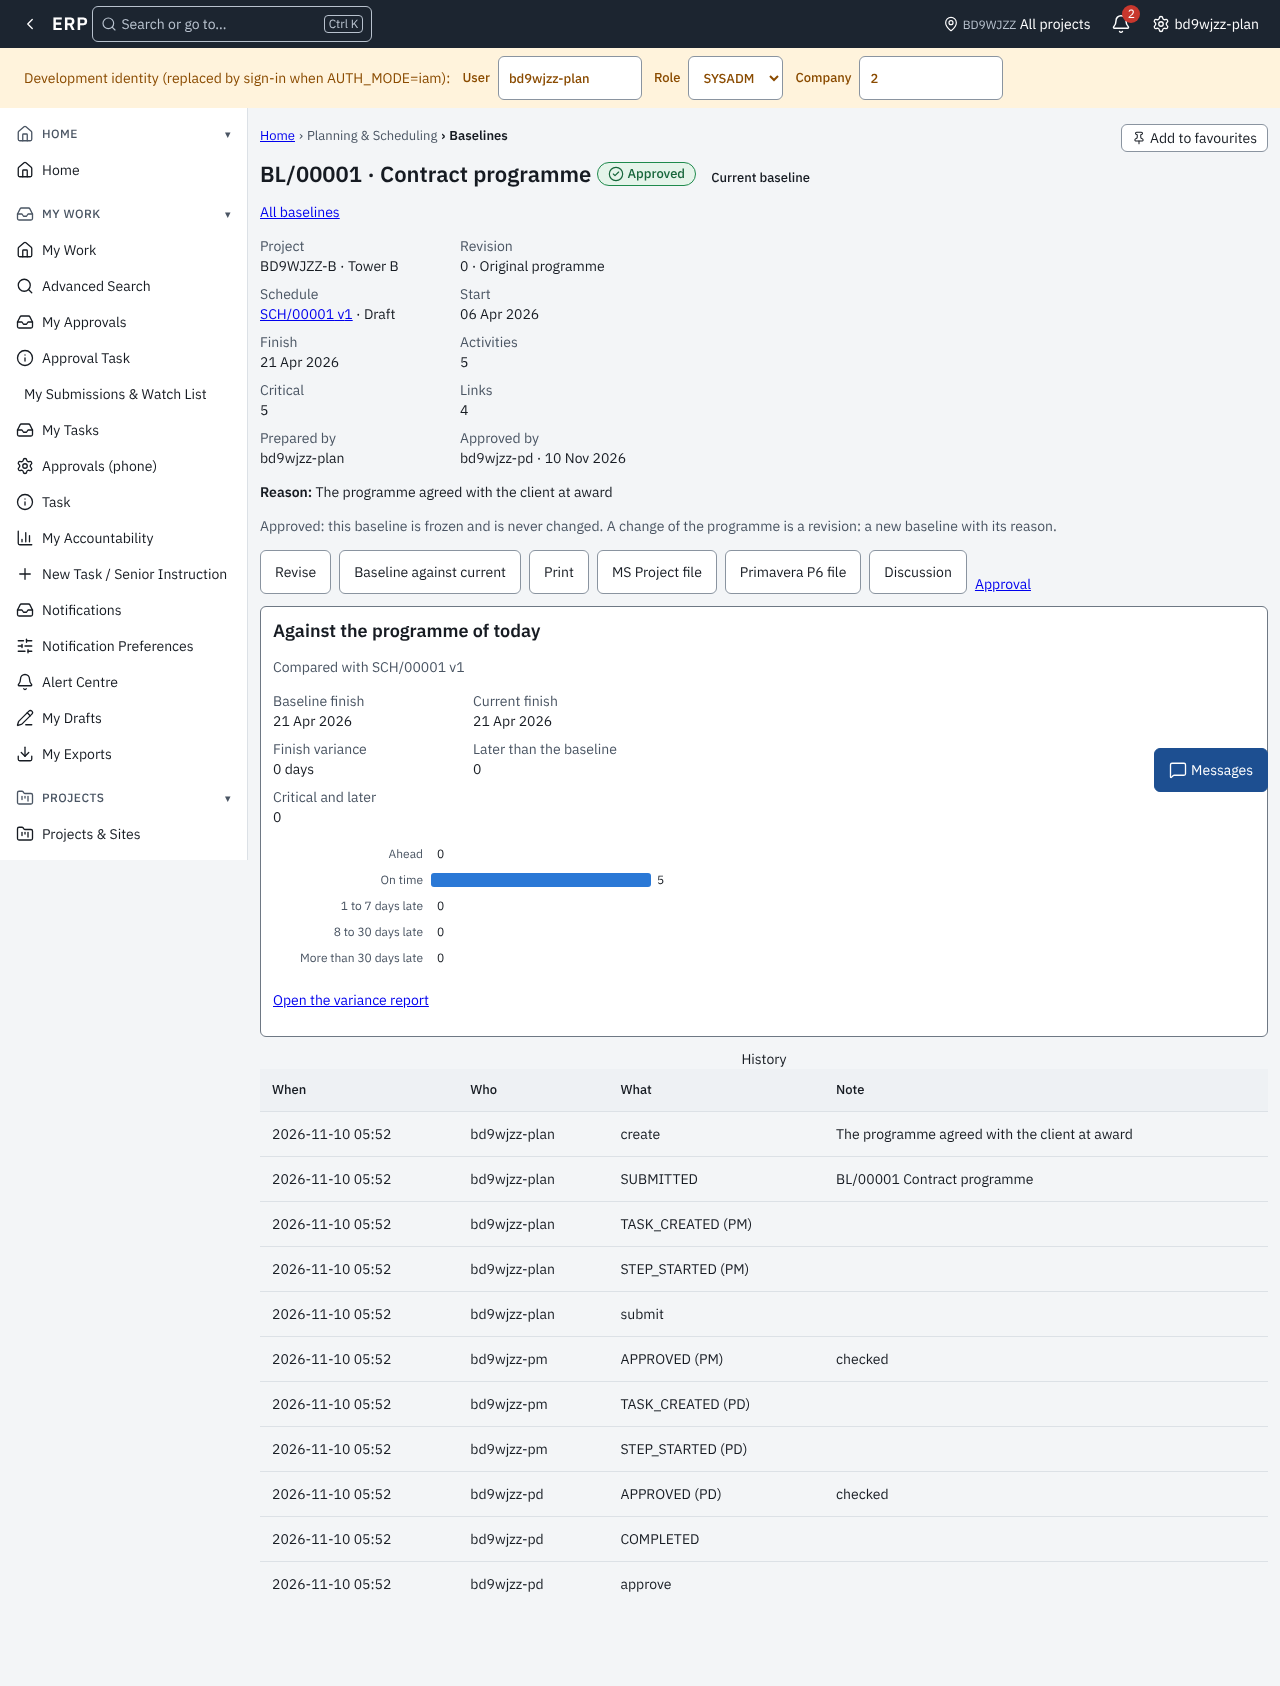 ERP
Search or go to...
Ctrl K
BD9WJZZ All projects
2
bd9wjzz-plan
Development identity (replaced by sign-in when AUTH_MODE=iam):
User
bd9wjzz-plan
Role
SYSADM
Company
2
HOME
Home
MY WORK
My Work
Advanced Search
My Approvals
Approval Task
My Submissions & Watch List
My Tasks
Approvals (phone)
Task
My Accountability
New Task / Senior Instruction
Notifications
Notification Preferences
Alert Centre
My Drafts
My Exports
PROJECTS
Projects & Sites
Home › Planning & Scheduling › Baselines
Add to favourites
BL/00001 · Contract programme
Approved
Current baseline
All baselines
Project
BD9WJZZ-B · Tower B
Revision
0 · Original programme
Schedule
SCH/00001 v1 · Draft
Start
06 Apr 2026
Finish
21 Apr 2026
Activities
5
Critical
5
Links
4
Prepared by
bd9wjzz-plan
Approved by
bd9wjzz-pd · 10 Nov 2026
Reason: The programme agreed with the client at award
Approved: this baseline is frozen and is never changed. A change of the programme is a revision: a new baseline with its reason.
Revise
Baseline against current
Print
MS Project file
Primavera P6 file
Discussion
Approval
Against the programme of today
Compared with SCH/00001 v1
Baseline finish
21 Apr 2026
Current finish
21 Apr 2026
Finish variance
0 days
Later than the baseline
0
Critical and later
0
Messages
Ahead 0
On time 5
1 to 7 days late 0
8 to 30 days late 0
More than 30 days late 0
Open the variance report
History
When Who What Note
2026-11-10 05:52 bd9wjzz-plan create The programme agreed with the client at award
2026-11-10 05:52 bd9wjzz-plan SUBMITTED BL/00001 Contract programme
2026-11-10 05:52 bd9wjzz-plan TASK_CREATED (PM)
2026-11-10 05:52 bd9wjzz-plan STEP_STARTED (PM)
2026-11-10 05:52 bd9wjzz-plan submit
2026-11-10 05:52 bd9wjzz-pm APPROVED (PM) checked
2026-11-10 05:52 bd9wjzz-pm TASK_CREATED (PD)
2026-11-10 05:52 bd9wjzz-pm STEP_STARTED (PD)
2026-11-10 05:52 bd9wjzz-pd APPROVED (PD) checked
2026-11-10 05:52 bd9wjzz-pd COMPLETED
2026-11-10 05:52 bd9wjzz-pd approve